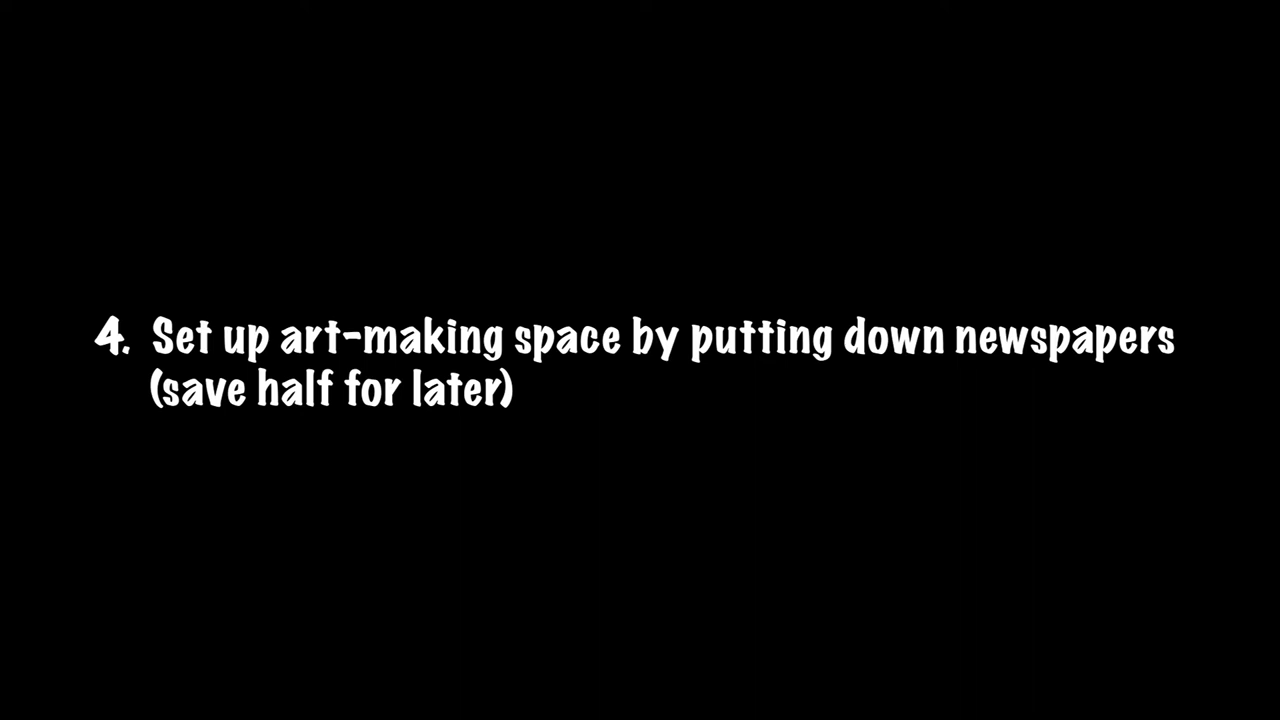 4. Set up art-making space by putting down newspapers
(save half for later)